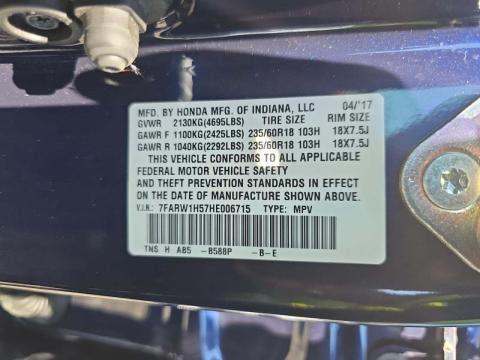 MFD. BY HONDA MFG. OF INDIANA, LLC 04/'17
GVWR 2130KG(4695LBS) TIRE SIZE RIM SIZE
GAWR F 1100KG(2425LBS) 235/60R18 103H 18X7.5J
GAWR R 1040KG(2292LBS) 235/60R18 103H 18X7.5J
THIS VEHICLE CONFORMS TO ALL APPLICABLE
FEDERAL MOTOR VEHICLE SAFETY
AND THEFT PREVENTION STANDARDS IN EFFECT
ON THE DATE OF MANUFACTURE SHOWN ABOVE.
V.I.N.: 7FARW1H57HE006715 TYPE: MPV
TNS H AB5 -B588P -B-E